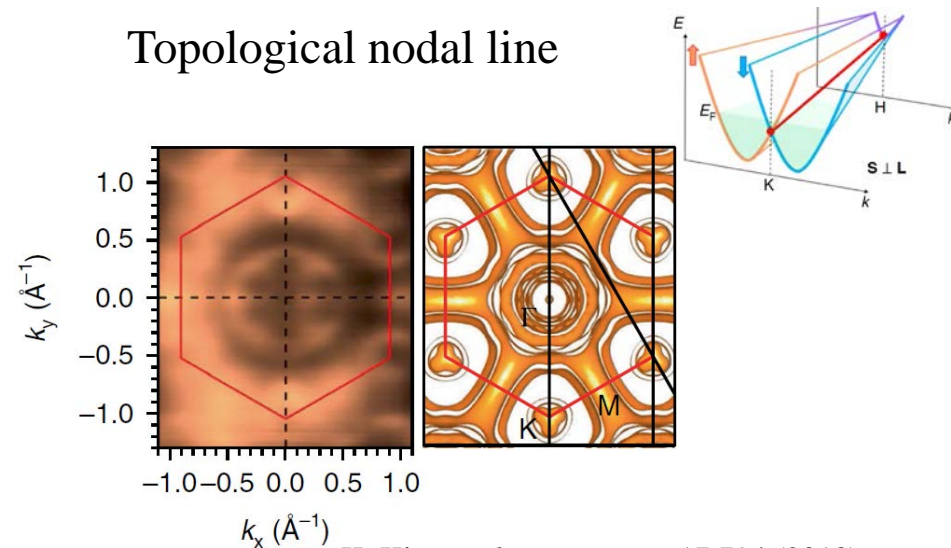 Topological nodal line
E
E_F
K
H
S ⊥ L
k
k_y (Å⁻¹)
1.0
0.5
0.0
−0.5
−1.0
Γ
M
K
−1.0 −0.5 0.0 0.5 1.0
k_x (Å⁻¹)